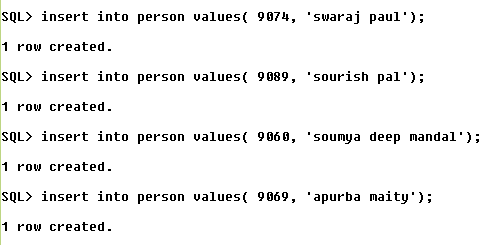 SQL> insert into person values( 9074, 'swaraj paul');
1 row created.
SQL> insert into person values( 9089, 'sourish pal');
1 row created.
SQL> insert into person values( 9060, 'soumya deep mandal');
1 row created.
SQL> insert into person values( 9069, 'apurba maity');
1 row created.